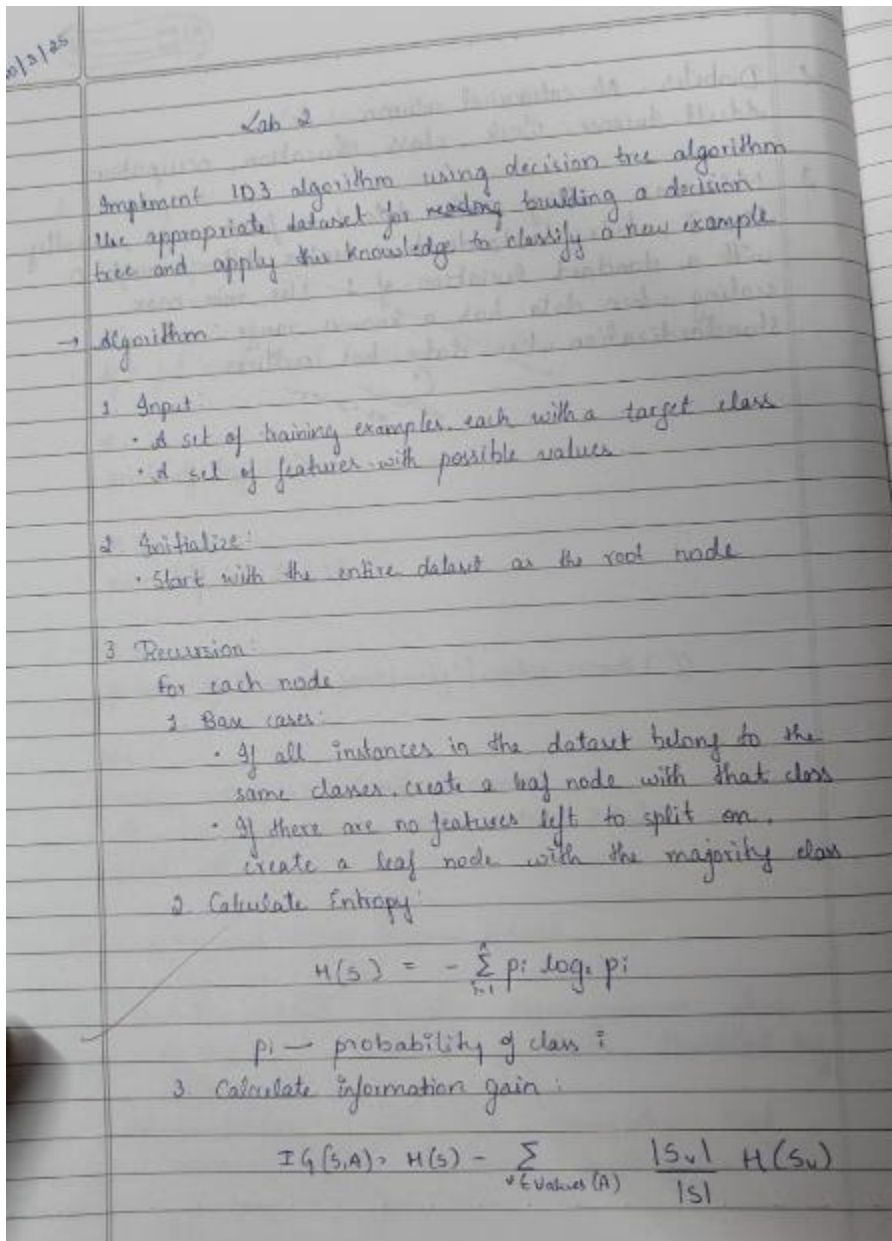 /3/25
Lab 2
Implement ID3 algorithm using decision tree algorithm
Use appropriate dataset for reading building a decision
tree and apply this knowledge to classify a new example
→ Algorithm
1 Input:
• A set of training examples, each with a target class
• A set of features with possible values
2 Initialize:
• Start with the entire dataset as the root node
3 Recursion:
For each node
1 Base cases:
• If all instances in the dataset belong to the
same classes, create a leaf node with that class
• If there are no features left to split on,
create a leaf node with the majority class
2. Calculate Entropy:
H(S) = - Σ_{i=1}^{n} pi log₂ pi
pi → probability of class i
3. Calculate information gain:
IG(S,A) = H(S) - Σ_{v∈Values(A)} |Sv|/|S| H(Sv)